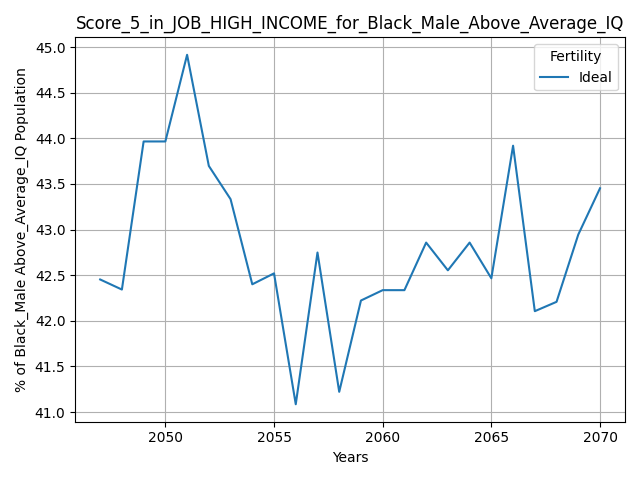 Score_5_in_JOB_HIGH_INCOME_for_Black_Male_Above_Average_IQ
% of Black_Male Above_Average_IQ Population
45.0
44.5
44.0
43.5
43.0
42.5
42.0
41.5
41.0
Fertility
Ideal
2050
2055
2060
2065
2070
Years